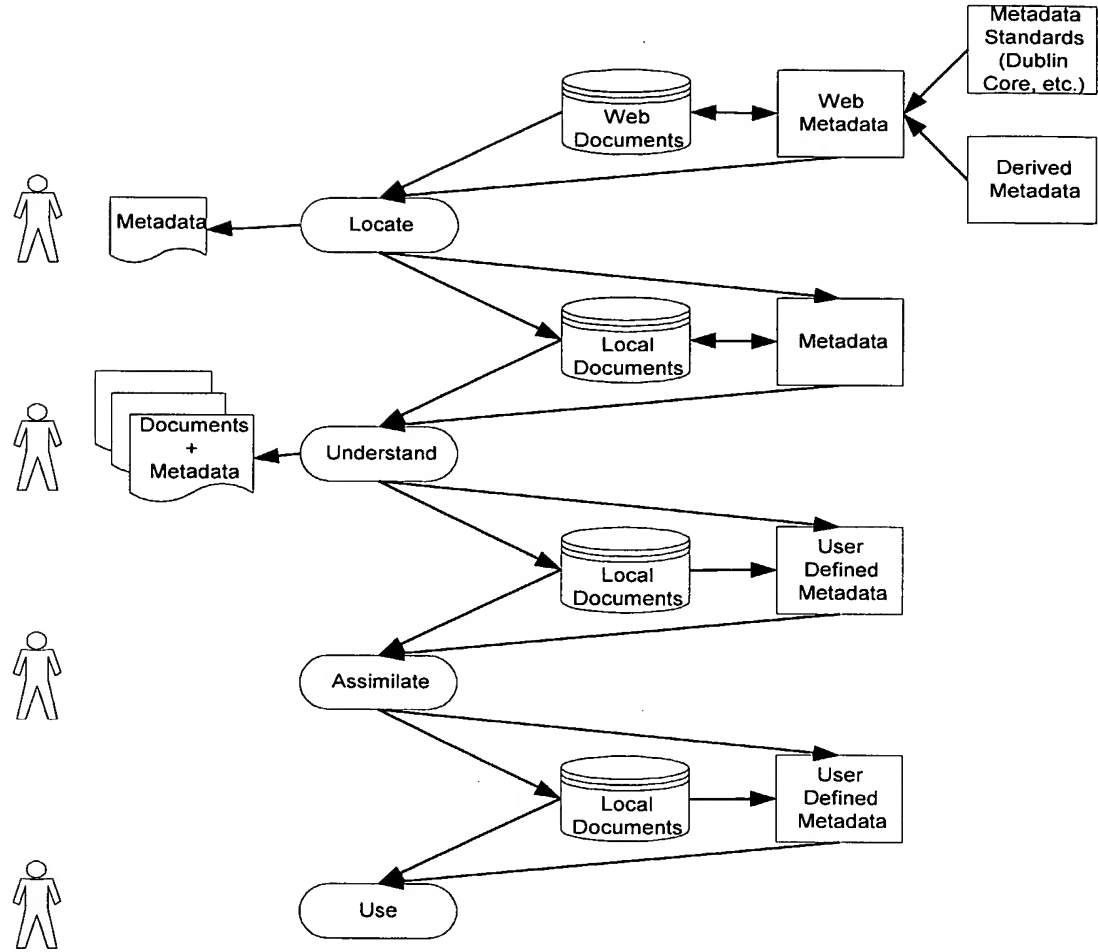 Metadata
Standards
(Dublin
Core, etc.)
Web
Documents
Web
Metadata
Derived
Metadata
Metadata
Locate
Local
Documents
Metadata
Documents
+
Metadata
Understand
Local
Documents
User
Defined
Metadata
Assimilate
Local
Documents
User
Defined
Metadata
Use